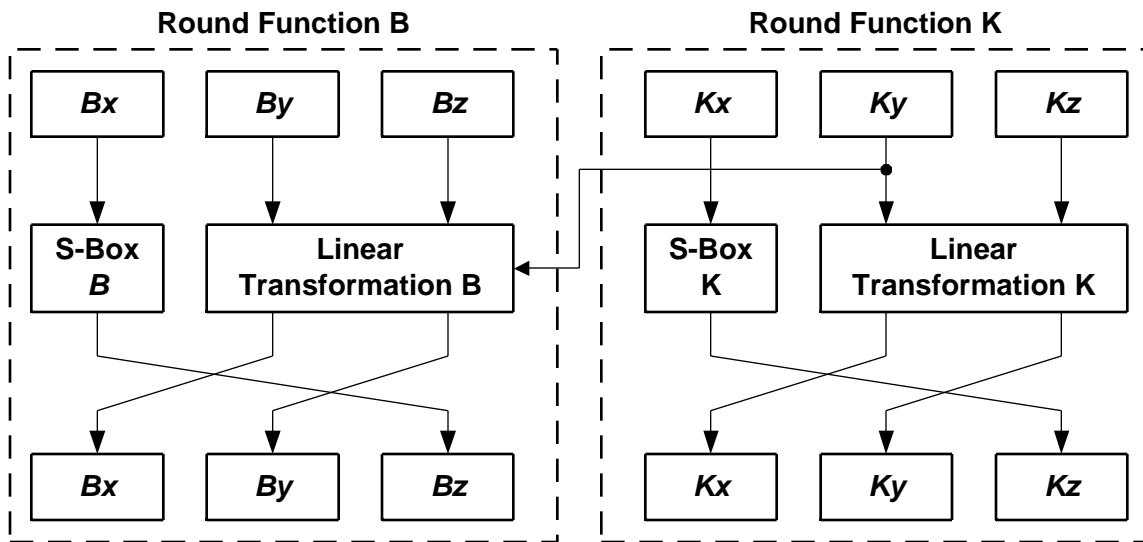 Round Function B
Round Function K
Bx By Bz
Kx Ky Kz
S-Box
B
Linear
Transformation B
S-Box
K
Linear
Transformation K
Bx By Bz
Kx Ky Kz